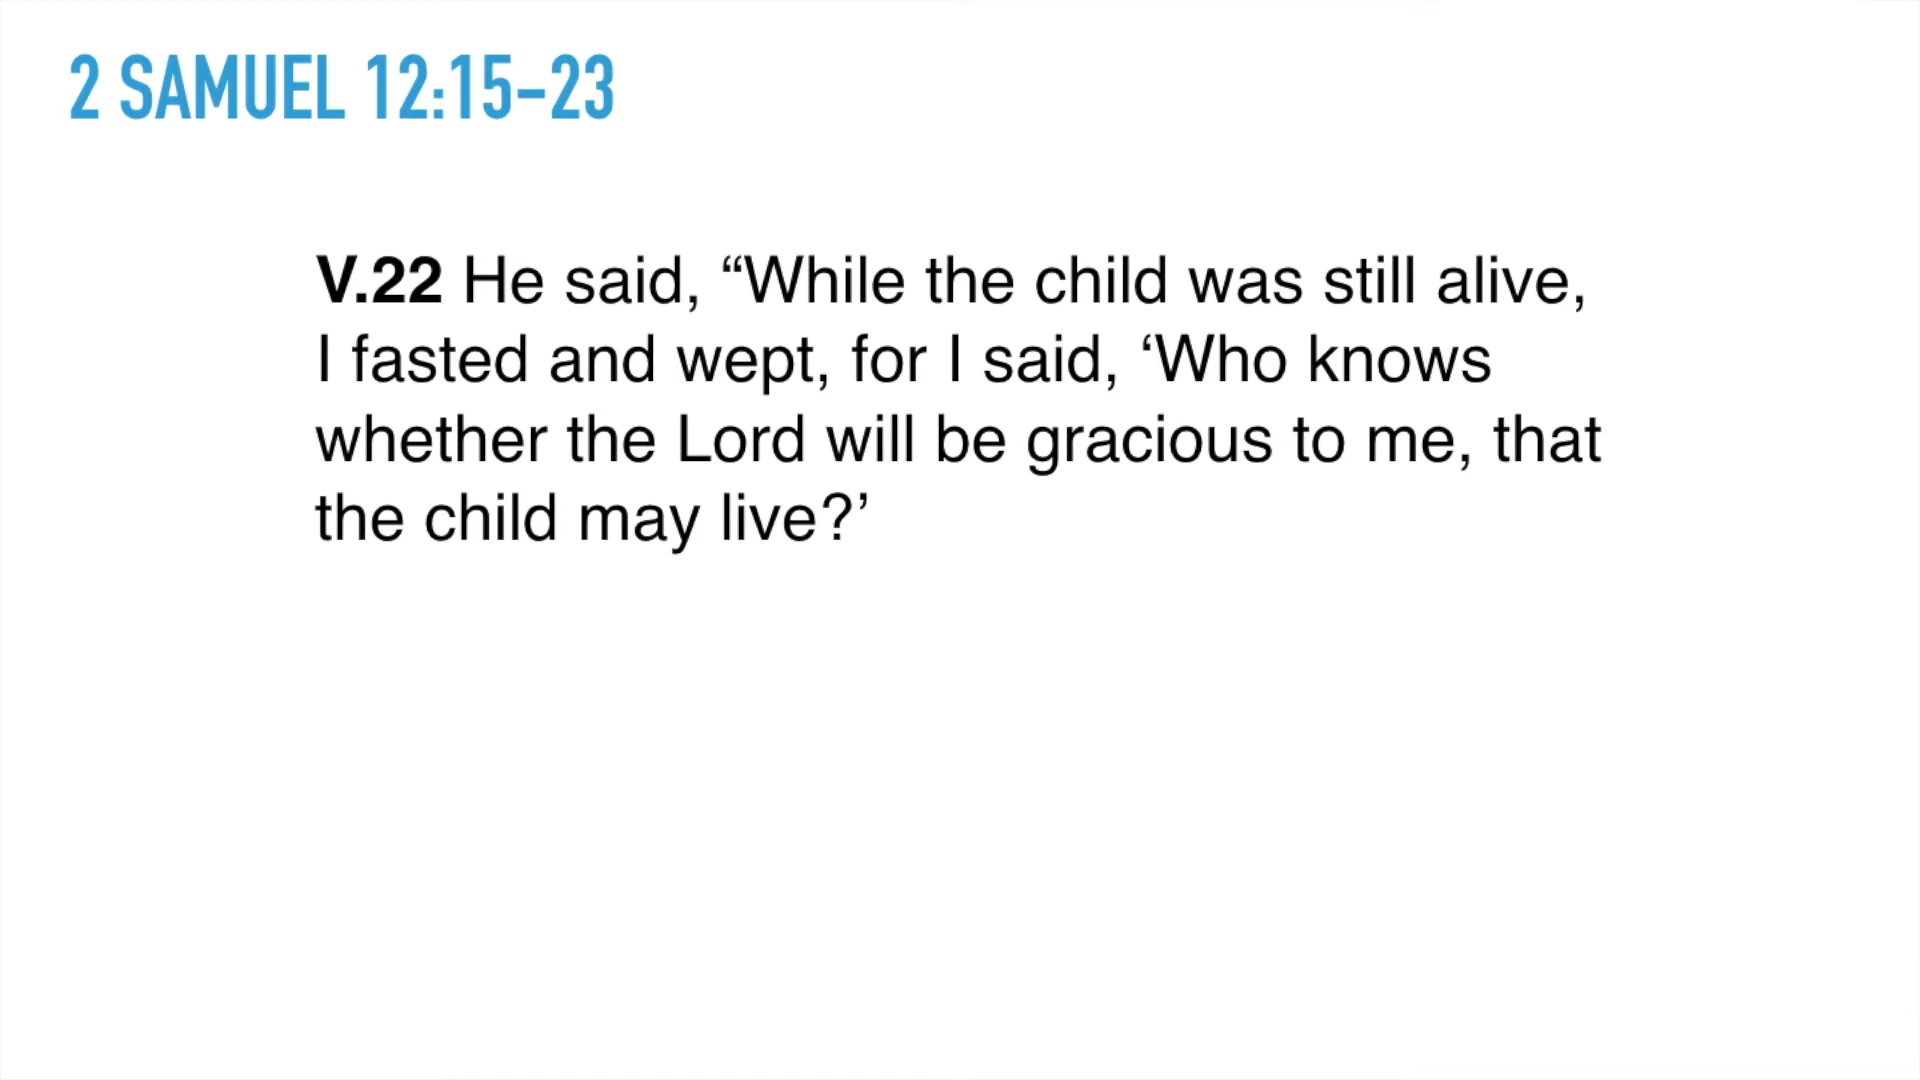 2 SAMUEL 12:15–23
V.22 He said, “While the child was still alive,
I fasted and wept, for I said, ‘Who knows
whether the Lord will be gracious to me, that
the child may live?’